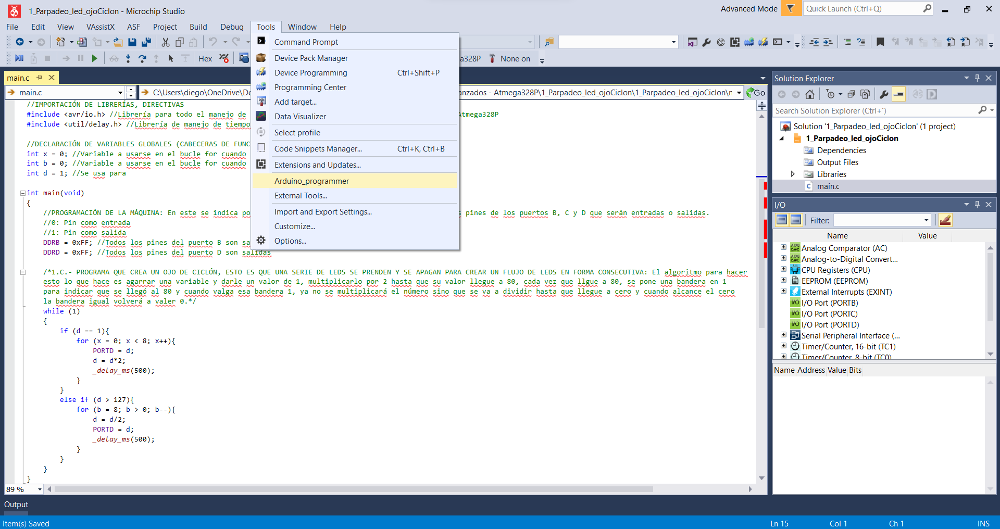 1_Parpadeo_led_ojoCiclon - Microchip Studio
Advanced Mode
Quick Launch (Ctrl+Q)
File Edit View VAssistX ASF Project Build Debug Tools Window Help
Hex
a328P
None on
main.c
main.c
C:\Users\diego\OneDrive\Do
anzados - Atmega328P\1_Parpadeo_led_ojoCiclon\1_Parpadeo_led_ojoCiclon\r
Go
Command Prompt
Device Pack Manager
Device Programming Ctrl+Shift+P
Programming Center
Add target...
Data Visualizer
Select profile
Code Snippets Manager... Ctrl+K, Ctrl+B
Extensions and Updates...
Arduino_programmer
External Tools...
Import and Export Settings...
Customize...
Options...
//IMPORTACIÓN DE LIBRERÍAS, DIRECTIVAS
#include <avr/io.h> //Librería para todo el manejo de
Atmega328P
#include <util/delay.h> //Librería de manejo de tiempo
//DECLARACIÓN DE VARIABLES GLOBALES (CABECERAS DE FUNC
int x = 0; //Variable a usarse en el bucle for cuando
int b = 0; //Variable a usarse en el bucle for cuando
int d = 1; //Se usa para
int main(void)
{
//PROGRAMACIÓN DE LA MÁQUINA: En este se indica po
s pines de los puertos B, C y D que serán entradas o salidas.
//0: Pin como entrada
//1: Pin como salida
DDRB = 0xFF; //Todos los pines del puerto B son sa
DDRD = 0xFF; //Todos los pines del puerto D son salidas
/*1.C.- PROGRAMA QUE CREA UN OJO DE CICLÓN, ESTO ES QUE UNA SERIE DE LEDS SE PRENDEN Y SE APAGAN PARA CREAR UN FLUJO DE LEDS EN FORMA CONSECUTIVA: El algoritmo para hacer
esto lo que hace es agarrar una variable y darle un valor de 1, multiplicarlo por 2 hasta que su valor llegue a 80, cada vez que llgue a 80, se pone una bandera en 1
para indicar que se llegó al 80 y cuando valga esa bandera 1, ya no se multiplicará el número sino que se va a dividir hasta que llegue a cero y cuando alcance el cero
la bandera igual volverá a valer 0.*/
while (1)
{
if (d == 1){
for (x = 0; x < 8; x++){
PORTD = d;
d = d*2;
_delay_ms(500);
}
}
else if (d > 127){
for (b = 8; b > 0; b--){
d = d/2;
PORTD = d;
_delay_ms(500);
}
}
}
}
89 %
Solution Explorer
Search Solution Explorer (Ctrl+´)
Solution '1_Parpadeo_led_ojoCiclon' (1 project)
1_Parpadeo_led_ojoCiclon
Dependencies
Output Files
Libraries
main.c
I/O
Filter:
Name Value
Analog Comparator (AC)
Analog-to-Digital Convert...
CPU Registers (CPU)
EEPROM (EEPROM)
External Interrupts (EXINT)
I/O Port (PORTB)
I/O Port (PORTC)
I/O Port (PORTD)
Serial Peripheral Interface (...
Timer/Counter, 16-bit (TC1)
Timer/Counter, 8-bit (TC0)
Name Address Value Bits
Output
Item(s) Saved
Ln 15 Col 1 Ch 1 INS